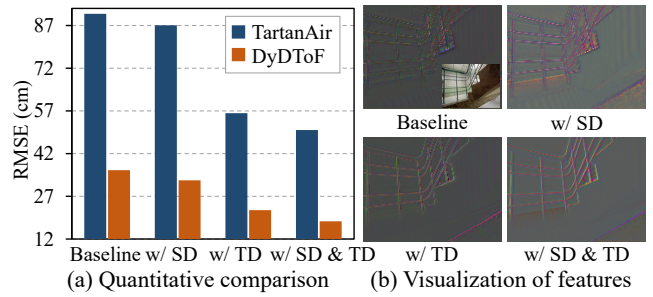 87
72
57
42
27
12
RMSE (cm)
TartanAir
DyDToF
Baseline w/ SD w/ TD w/ SD & TD
(a) Quantitative comparison
Baseline w/ SD
w/ TD w/ SD & TD
(b) Visualization of features